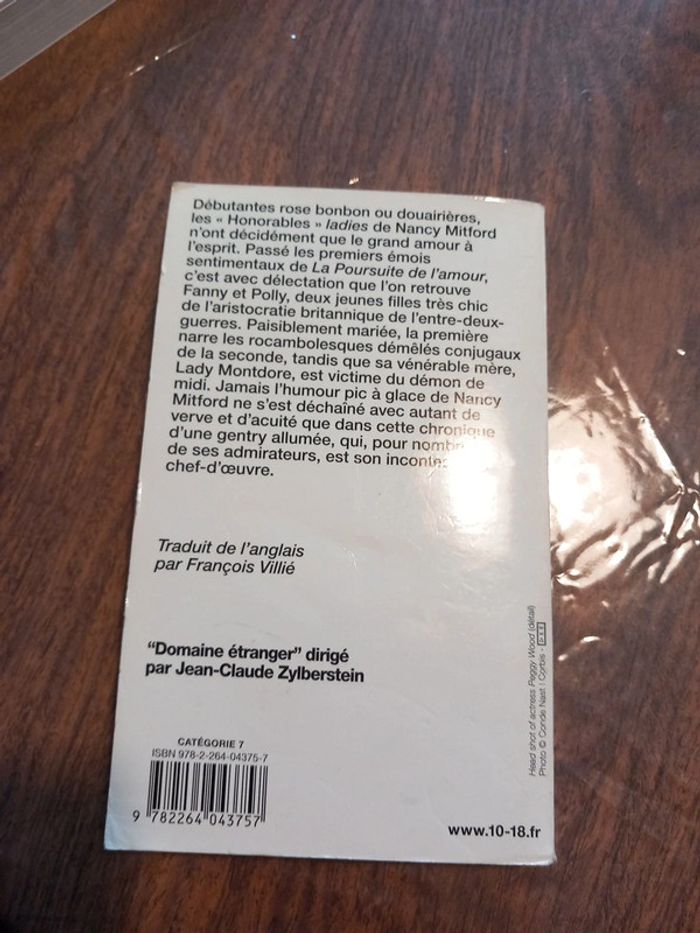 Débutantes rose bonbon ou douairières,
les « Honorables » ladies de Nancy Mitford
n'ont décidément que le grand amour à
l'esprit. Passé les premiers émois
sentimentaux de La Poursuite de l'amour,
c'est avec délectation que l'on retrouve
Fanny et Polly, deux jeunes filles très chic
de l'aristocratie britannique de l'entre-deux-
guerres. Paisiblement mariée, la première
narre les rocambolesques démêlés conjugaux
de la seconde, tandis que sa vénérable mère,
Lady Montdore, est victime du démon de
midi. Jamais l'humour pic à glace de Nancy
Mitford ne s'est déchaîné avec autant de
verve et d'acuité que dans cette chronique
d'une gentry allumée, qui, pour
de ses admirateurs, est son
chef-d'œuvre.
Traduit de l'anglais
par François Villié
"Domaine étranger" dirigé
par Jean-Claude Zylberstein
Head shot of actress Peggy Wood (détail)
Photo © Conde Nast | Corbis -
CATÉGORIE 7
ISBN 978-2-264-04375-7
9 782264 043757
www.10-18.fr